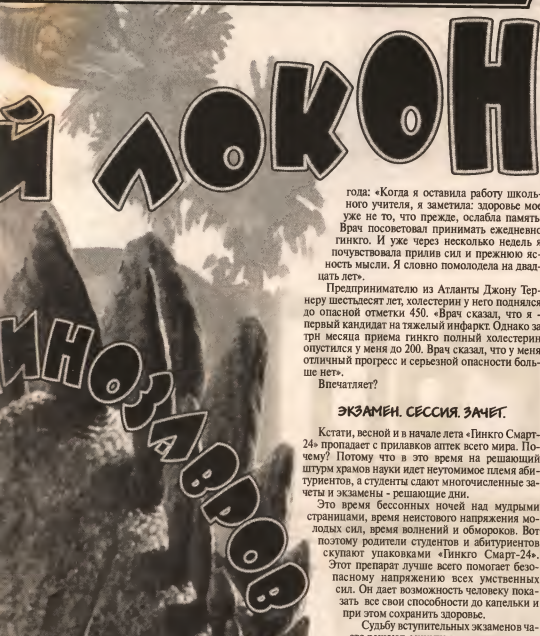 Й ЛОКОН
ИНОЗАВРОВ
года: «Когда я оставила работу школь-
ного учителя, я заметила: здоровье мое
уже не то, что прежде, ослабла память
Врач посоветовал принимать ежедневно
гинкго. И уже через несколько недель я
почувствовала прилив сил и прежнюю яс-
ность мысли. Я словно помолодела на двад-
цать лет».
Предпринимателю из Атланты Джону Тер-
неру шестьдесят лет, холестерин у него поднялся
до опасной отметки 450. «Врач сказал, что я -
первый кандидат на тяжелый инфаркт. Однако за
три месяца приема гинкго полный холестерин
опустился у меня до 200. Врач сказал, что у меня
отличный прогресс и серьезной опасности боль-
ше нет».
Впечатляет?
ЭКЗАМЕН. СЕССИЯ. ЗАЧЕТ.
Кстати, весной и в начале лета «Гинкго Смарт-
24» пропадает с прилавков аптек всего мира. По-
чему? Потому что в это время на решающий
штурм храмов науки идет неутомимое племя аби-
туриентов, а студенты сдают многочисленные за-
четы и экзамены - решающие дни.
Это время бессонных ночей над мудрыми
страницами, время неистового напряжения мо-
лодых сил, время волнений и обмороков. Вот
поэтому родители студентов и абитуриентов
скупают упаковками «Гинкго Смарт-24».
Этот препарат лучше всего помогает безо-
пасному напряжению всех умственных
сил. Он дает возможность человеку пока-
зать все свои способности до капельки и
при этом сохранить здоровье.
Судьбу вступительных экзаменов ча-